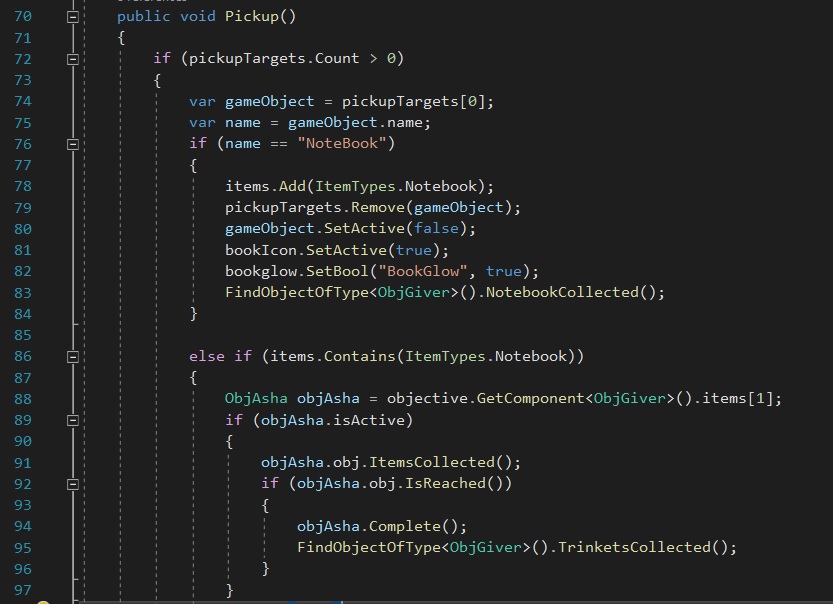 70 public void Pickup()
71 {
72 if (pickupTargets.Count > 0)
73 {
74 var gameObject = pickupTargets[0];
75 var name = gameObject.name;
76 if (name == "NoteBook")
77 {
78 items.Add(ItemTypes.Notebook);
79 pickupTargets.Remove(gameObject);
80 gameObject.SetActive(false);
81 bookIcon.SetActive(true);
82 bookglow.SetBool("BookGlow", true);
83 FindObjectOfType<ObjGiver>().NotebookCollected();
84 }
85
86 else if (items.Contains(ItemTypes.Notebook))
87 {
88 ObjAsha objAsha = objective.GetComponent<ObjGiver>().items[1];
89 if (objAsha.isActive)
90 {
91 objAsha.obj.ItemsCollected();
92 if (objAsha.obj.IsReached())
93 {
94 objAsha.Complete();
95 FindObjectOfType<ObjGiver>().TrinketsCollected();
96 }
97 }